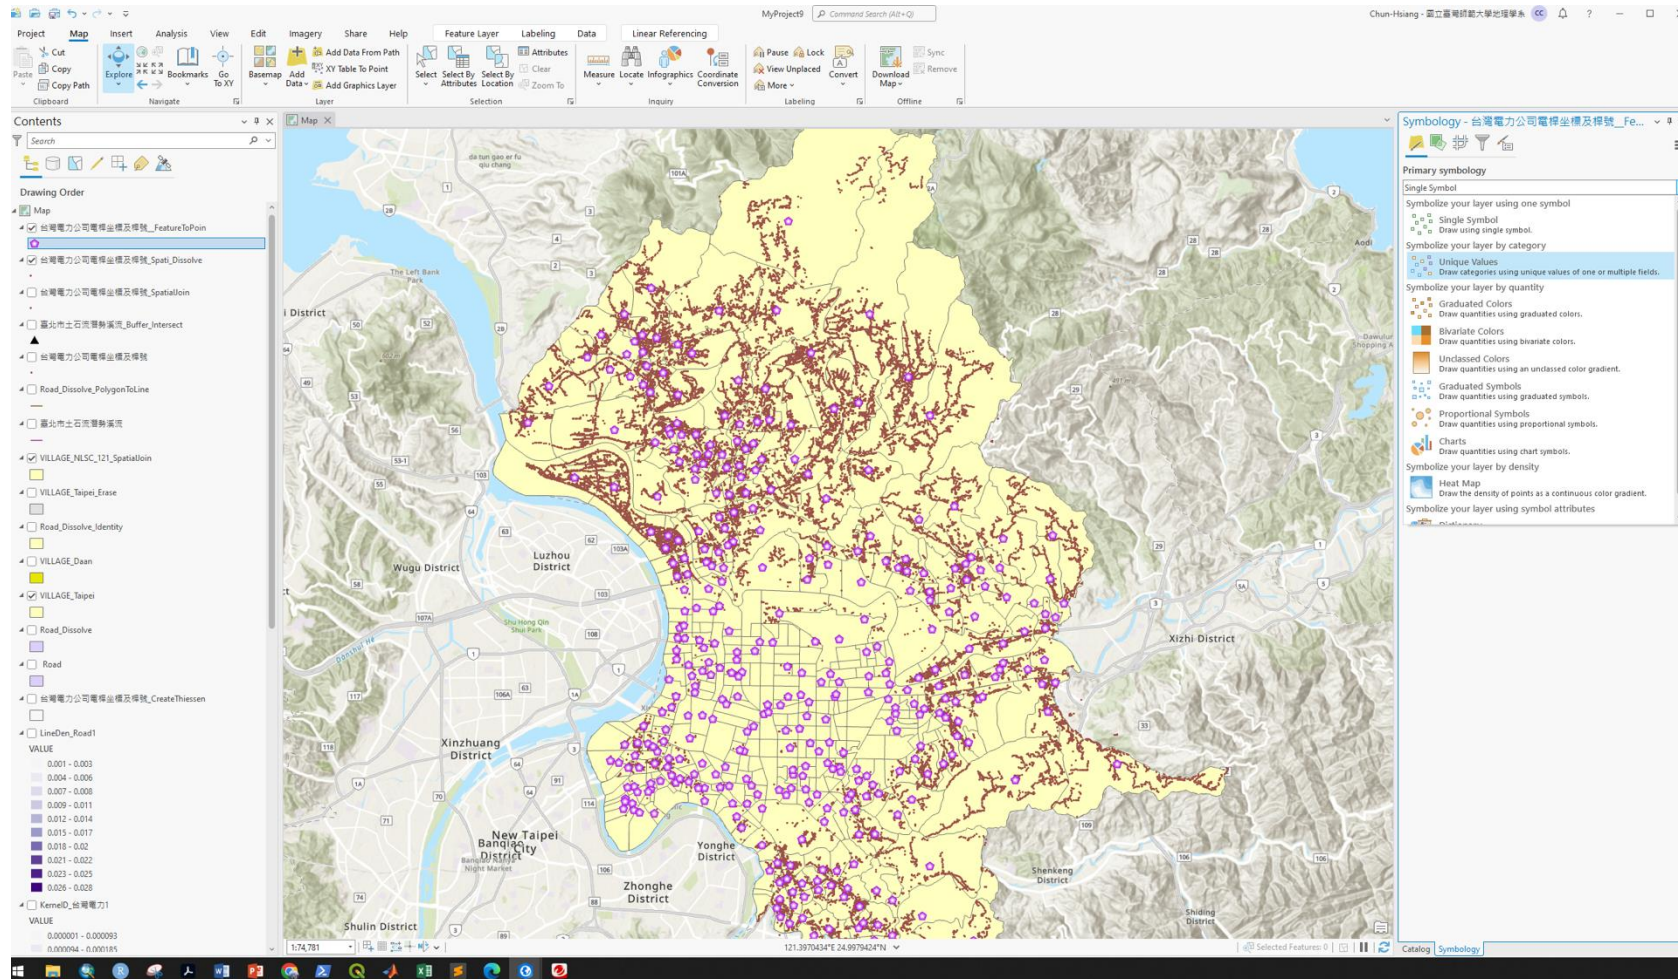 MyProject9
Command Search (Alt+Q)
Chun-Hsiang - 國立臺灣師範大學地理學系
CC
?
Project Map Insert Analysis View Edit Imagery Share Help Feature Layer Labeling Data Linear Referencing
Paste
Cut
Copy
Copy Path
Clipboard
Explore
Bookmarks
Go To XY
Navigate
Basemap
Add Data
Add Data From Path
XY Table To Point
Add Graphics Layer
Layer
Select
Select By Attributes
Select By Location
Attributes
Clear
Zoom To
Selection
Measure
Locate
Infographics
Coordinate Conversion
Inquiry
Pause
Lock
View Unplaced
More
Convert
Labeling
Download Map
Sync
Remove
Offline
Contents
Search
Drawing Order
Map
台灣電力公司電桿坐標及桿號__FeatureToPoin
台灣電力公司電桿坐標及桿號_Spati_Dissolve
台灣電力公司電桿坐標及桿號_SpatialJoin
臺北市土石流潛勢溪流_Buffer_Intersect
台灣電力公司電桿坐標及桿號
Road_Dissolve_PolygonToLine
臺北市土石流潛勢溪流
VILLAGE_NLSC_121_SpatialJoin
VILLAGE_Taipei_Erase
Road_Dissolve_Identity
VILLAGE_Daan
VILLAGE_Taipei
Road_Dissolve
Road
台灣電力公司電桿坐標及桿號_CreateThiessen
LineDen_Road1
VALUE
0.001 - 0.003
0.004 - 0.006
0.007 - 0.008
0.009 - 0.011
0.012 - 0.014
0.015 - 0.017
0.018 - 0.02
0.021 - 0.022
0.023 - 0.025
0.026 - 0.028
KernelD_台灣電力1
VALUE
0.000001 - 0.000093
0.000094 - 0.000185
Map
da tun gao er fu
qiu chang
101A
The Left Bank
Park
Aodi
Luzhou
District
Wugu District
Shu Hong Qin
Shui Park
Danshui He
Xizhi District
Xinzhuang
District
New Taipei
City
Banqiao
District
Night Market
Yonghe
District
Zhonghe
District
Shenkeng
District
Shiding
District
Shulin District
1:74,781
121.3970434°E 24.9979424°N
Selected Features: 0
Symbology - 台灣電力公司電桿坐標及桿號__Fe...
Primary symbology
Single Symbol
Symbolize your layer using one symbol
Single Symbol
Draw using single symbol.
Symbolize your layer by category
Unique Values
Draw categories using unique values of one or multiple fields.
Symbolize your layer by quantity
Graduated Colors
Draw quantities using graduated colors.
Bivariate Colors
Draw quantities using bivariate colors.
Unclassed Colors
Draw quantities using an unclassed color gradient.
Graduated Symbols
Draw quantities using graduated symbols.
Proportional Symbols
Draw quantities using proportional symbols.
Charts
Draw quantities using chart symbols.
Symbolize your layer by density
Heat Map
Draw the density of points as a continuous color gradient.
Symbolize your layer using symbol attributes
Catalog Symbology